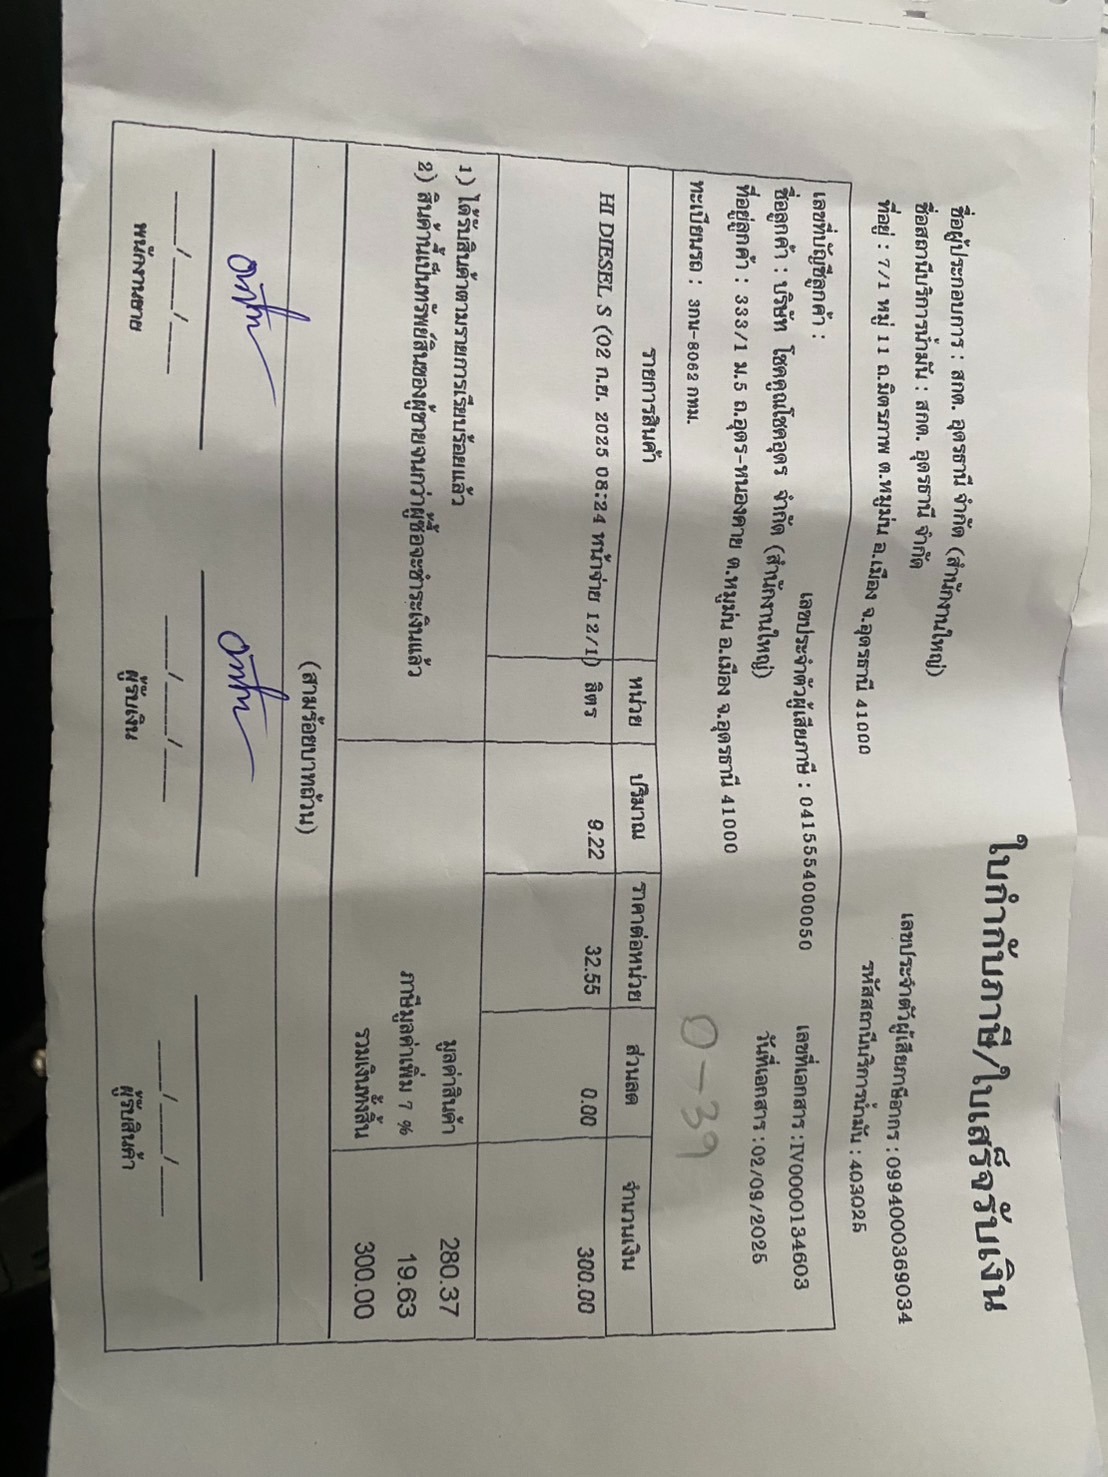 ใบกำกับภาษี/ใบเสร็จรับเงิน
ชื่อผู้ประกอบการ : สกต. อุดรธานี จำกัด (สำนักงานใหญ่) เลขประจำตัวผู้เสียภาษีอากร : 0994000369034
ชื่อสถานีบริการน้ำมัน : สกต. อุดรธานี จำกัด รหัสสถานีบริการน้ำมัน : 403025
ที่อยู่ : 7/1 หมู่ 11 ถ.มิตรภาพ ต.หมูม่น อ.เมือง จ.อุดรธานี 41000
เลขที่บัญชีลูกค้า : เลขประจำตัวผู้เสียภาษี : 0415554000050 เลขที่เอกสาร : IV0000134603
ชื่อลูกค้า : บริษัท โชคคูณโชคอุดร จำกัด (สำนักงานใหญ่) วันที่เอกสาร : 02/09/2025
ที่อยู่ลูกค้า : 333/1 ม.5 ถ.อุดร-หนองคาย ต.หมูม่น อ.เมือง จ.อุดรธานี 41000
ทะเบียนรถ : 3กษ-8062 กทม. 0-39
รายการสินค้า หน่วย ปริมาณ ราคาต่อหน่วย ส่วนลด จำนวนเงิน
HI DIESEL S (02 ก.ย. 2025 08:24 หน้าจ่าย 12/1) ลิตร 9.22 32.55 0.00 300.00
1) ได้รับสินค้าตามรายการเรียบร้อยแล้ว มูลค่าสินค้า 280.37
2) สินค้านี้เป็นทรัพย์สินของผู้ขายจนกว่าผู้ซื้อจะชำระเงินแล้ว ภาษีมูลค่าเพิ่ม 7 % 19.63
รวมเงินทั้งสิ้น 300.00
(สามร้อยบาทถ้วน)
___/___/___ ___/___/___ ___/___/___
พนักงานขาย ผู้รับเงิน ผู้รับสินค้า